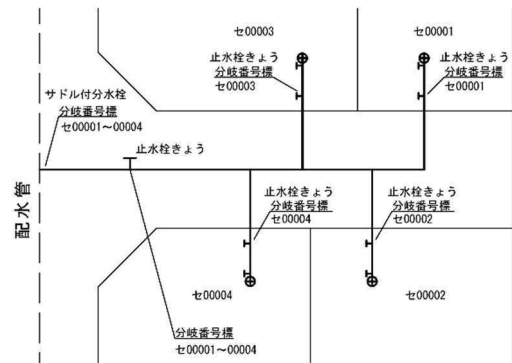 セ00003
セ00001
止水栓きょう
分岐番号標
セ00003
止水栓きょう
分岐番号標
セ00001
サドル付分水栓
分岐番号標
セ00001～00004
止水栓きょう
配水管
止水栓きょう
分岐番号標
セ00004
止水栓きょう
分岐番号標
セ00002
セ00004
セ00002
分岐番号標
セ00001～00004